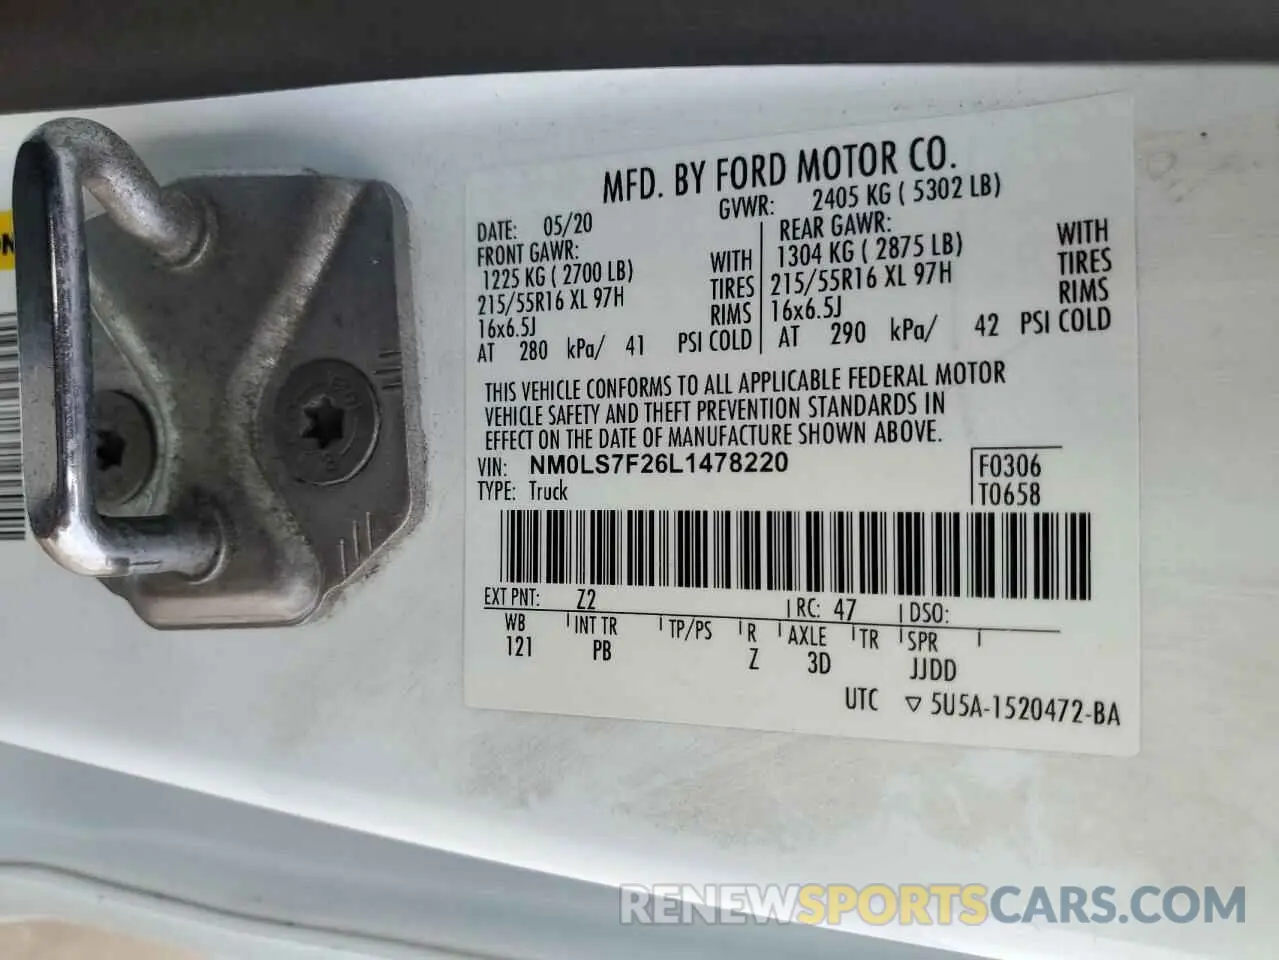 MFD. BY FORD MOTOR CO.
DATE: 05/20 GVWR: 2405 KG ( 5302 LB)
FRONT GAWR: REAR GAWR:
1225 KG ( 2700 LB) WITH 1304 KG ( 2875 LB) WITH
215/55R16 XL 97H TIRES 215/55R16 XL 97H TIRES
16x6.5J RIMS 16x6.5J RIMS
AT 280 kPa/ 41 PSI COLD AT 290 kPa/ 42 PSI COLD
THIS VEHICLE CONFORMS TO ALL APPLICABLE FEDERAL MOTOR
VEHICLE SAFETY AND THEFT PREVENTION STANDARDS IN
EFFECT ON THE DATE OF MANUFACTURE SHOWN ABOVE.
VIN: NM0LS7F26L1478220 F0306
TYPE: Truck T0658
EXT PNT: Z2 RC: 47 DSO:
WB INT TR TP/PS R AXLE TR SPR
121 PB Z 3D JJDD
UTC ▽ 5U5A-1520472-BA
RENEWSPORTSCARS.COM